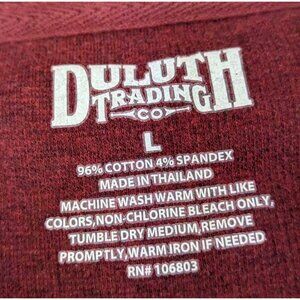 DULUTH
TRADING
CO
L
96% COTTON 4% SPANDEX
MADE IN THAILAND
MACHINE WASH WARM WITH LIKE
COLORS,NON-CHLORINE BLEACH ONLY,
TUMBLE DRY MEDIUM,REMOVE
PROMPTLY,WARM IRON IF NEEDED
RN# 106803